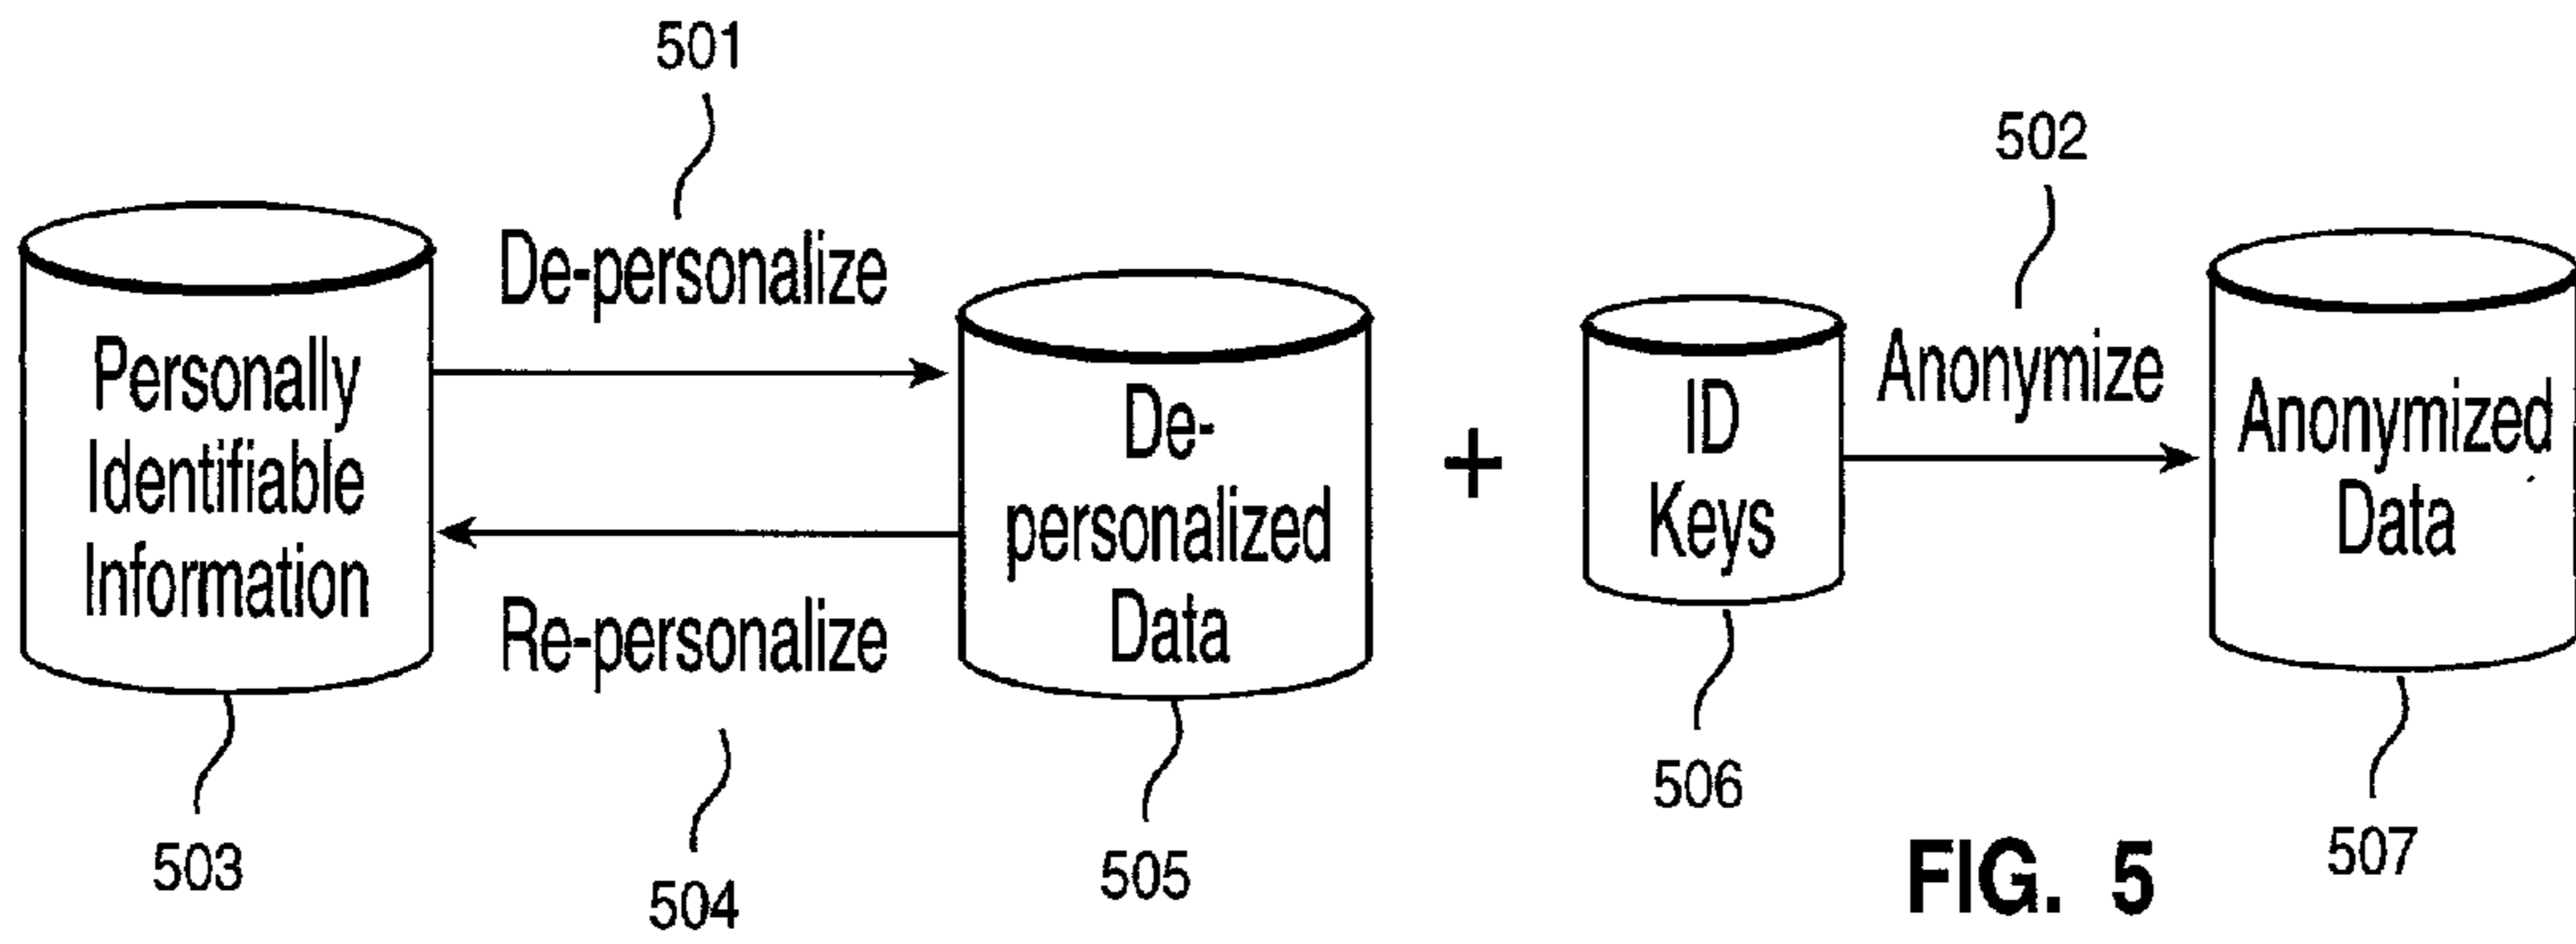 501
De-personalize
Personally
Identifiable
Information
503
Re-personalize
504
De-
personalized
Data
505
+
ID
Keys
506
502
Anonymize
Anonymized
Data
507
FIG. 5